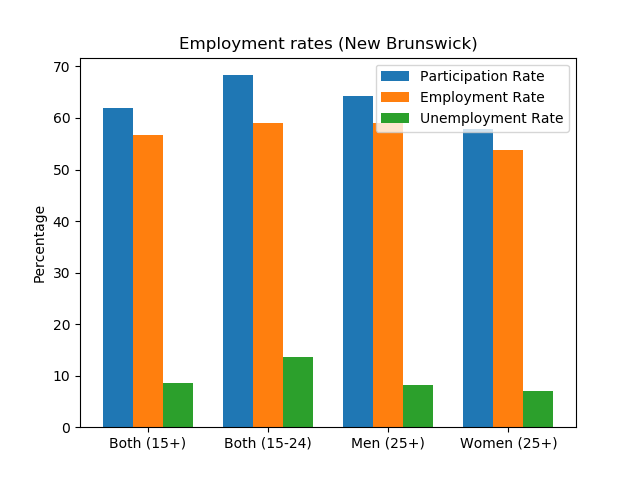 Employment rates (New Brunswick)
Participation Rate
Employment Rate
Unemployment Rate
Percentage
70
60
50
40
30
20
10
0
Both (15+)
Both (15-24)
Men (25+)
Women (25+)